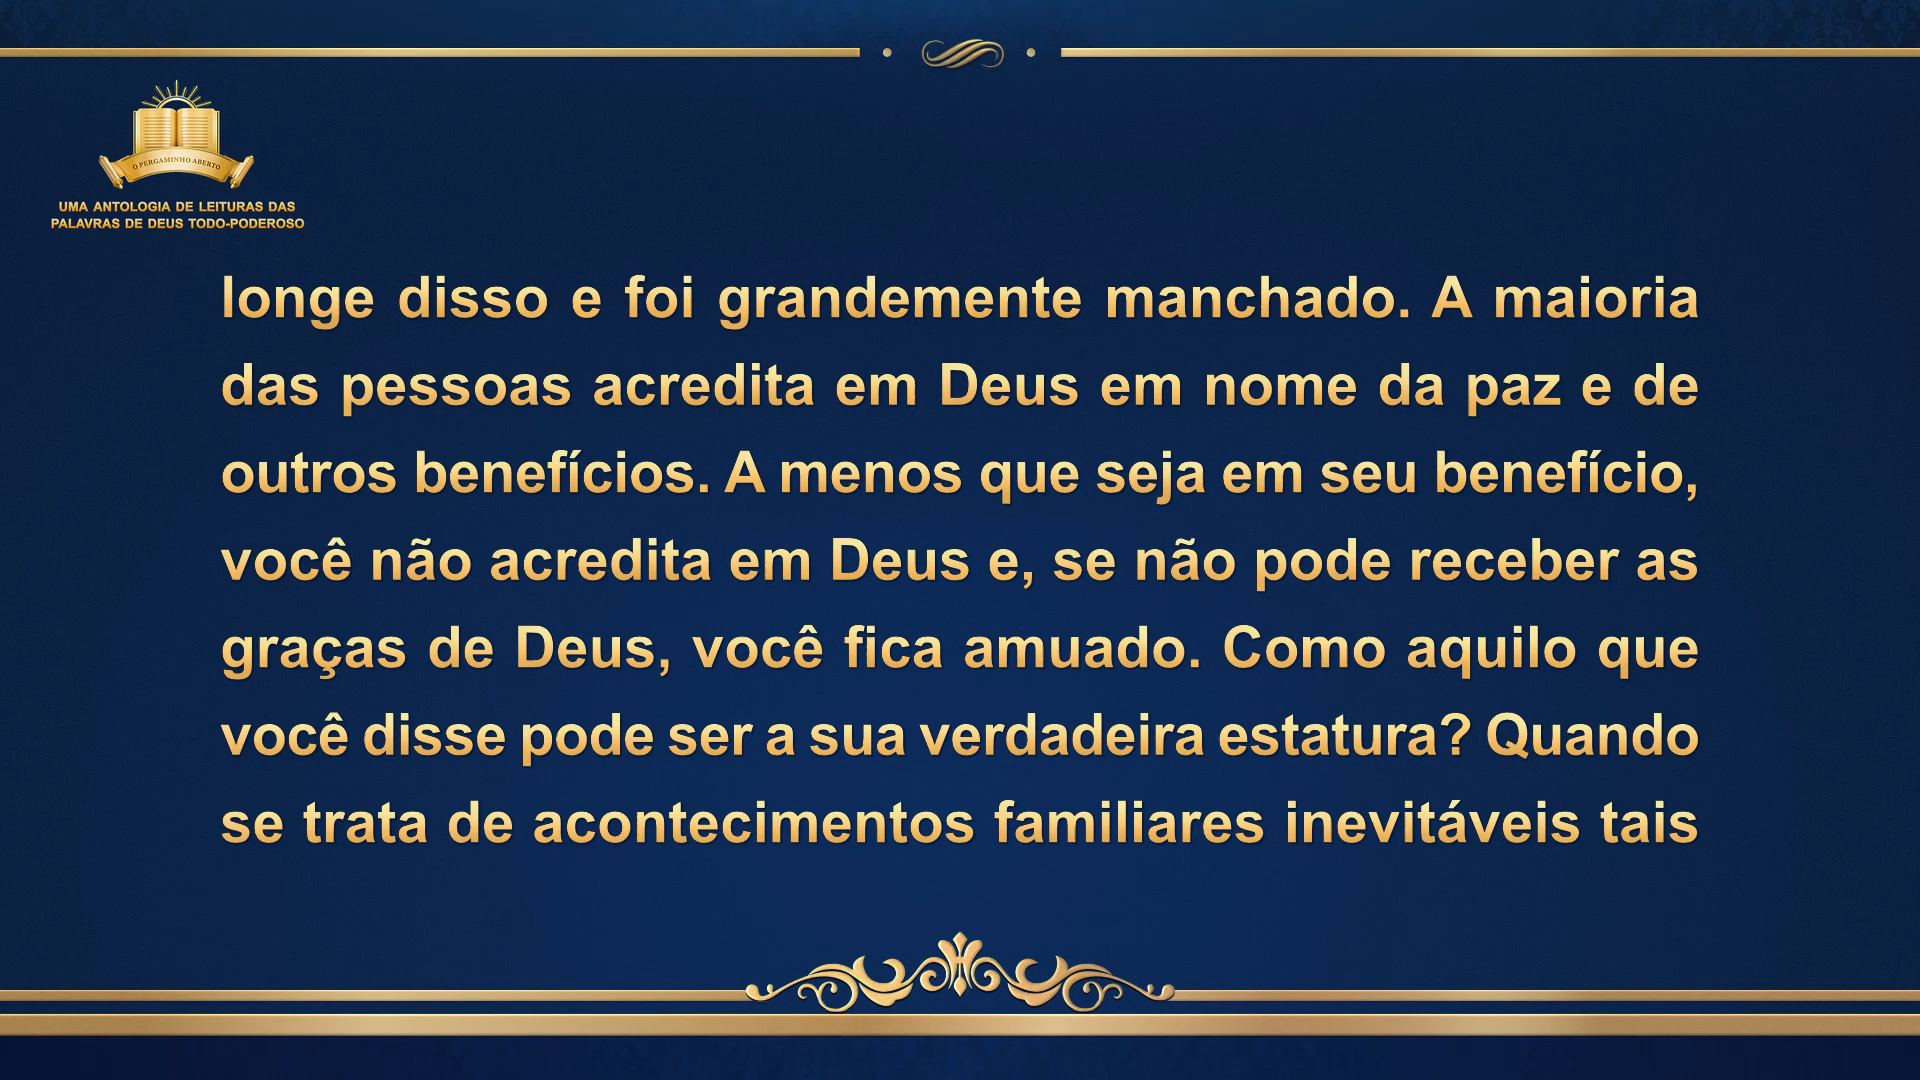 O PERGAMINHO ABERTO
UMA ANTOLOGIA DE LEITURAS DAS
PALAVRAS DE DEUS TODO-PODEROSO
longe disso e foi grandemente manchado. A maioria
das pessoas acredita em Deus em nome da paz e de
outros benefícios. A menos que seja em seu benefício,
você não acredita em Deus e, se não pode receber as
graças de Deus, você fica amuado. Como aquilo que
você disse pode ser a sua verdadeira estatura? Quando
se trata de acontecimentos familiares inevitáveis tais